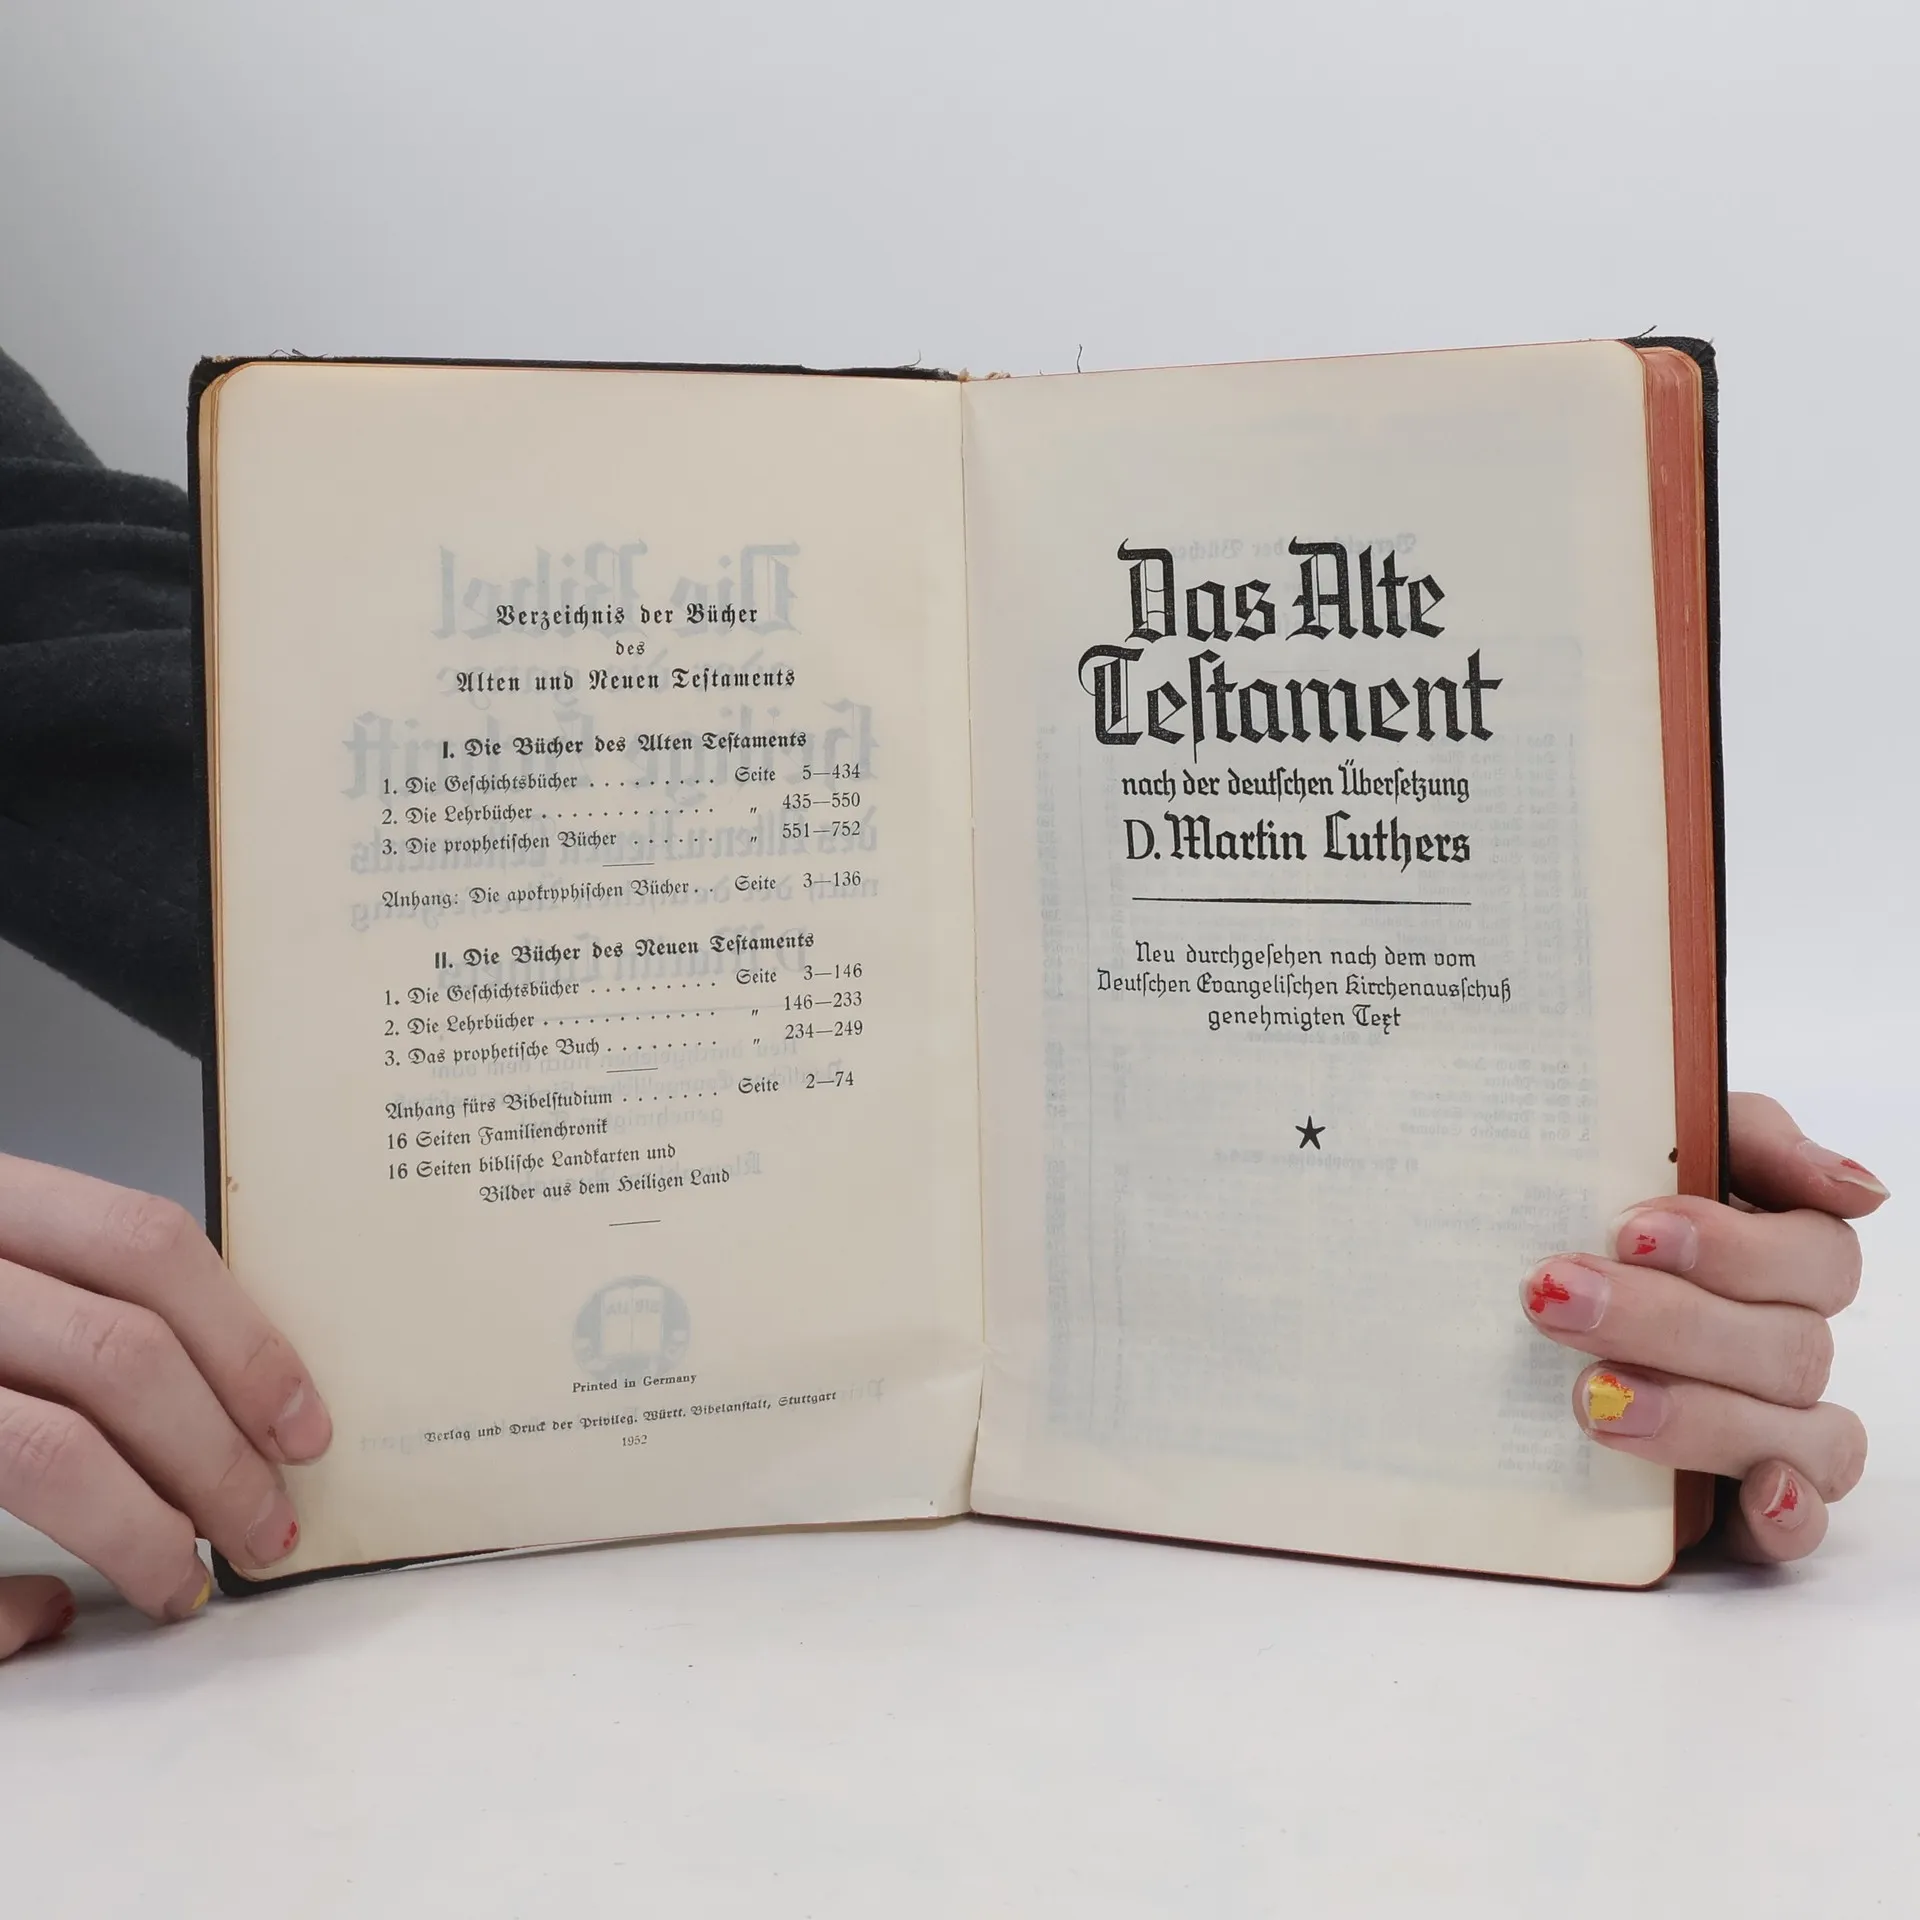 Verzeichnis der Bücher
des
Alten und Neuen Teſtaments
I. Die Bücher des Alten Teſtaments
1. Die Geſchichtsbücher . . . . . . . . . Seite 5—434
2. Die Lehrbücher . . . . . . . . . . . . " 435—550
3. Die prophetiſchen Bücher . . . . . . " 551—752
Anhang: Die apokryphiſchen Bücher . . Seite 3—136
II. Die Bücher des Neuen Teſtaments
1. Die Geſchichtsbücher . . . . . . . . . Seite 3—146
2. Die Lehrbücher . . . . . . . . . . . . " 146—233
3. Das prophetiſche Buch . . . . . . . . " 234—249
Anhang fürs Bibelſtudium . . . . . . . Seite 2—74
16 Seiten Familienchronik
16 Seiten bibliſche Landkarten und
Bilder aus dem Heiligen Land
Printed in Germany
Verlag und Druck der Privileg. Württ. Bibelanſtalt, Stuttgart
1952
Das Alte
Teſtament
nach der deutſchen Überſetzung
D. Martin Luthers
Neu durchgeſehen nach dem vom
Deutſchen Evangeliſchen Kirchenausſchuß
genehmigten Text